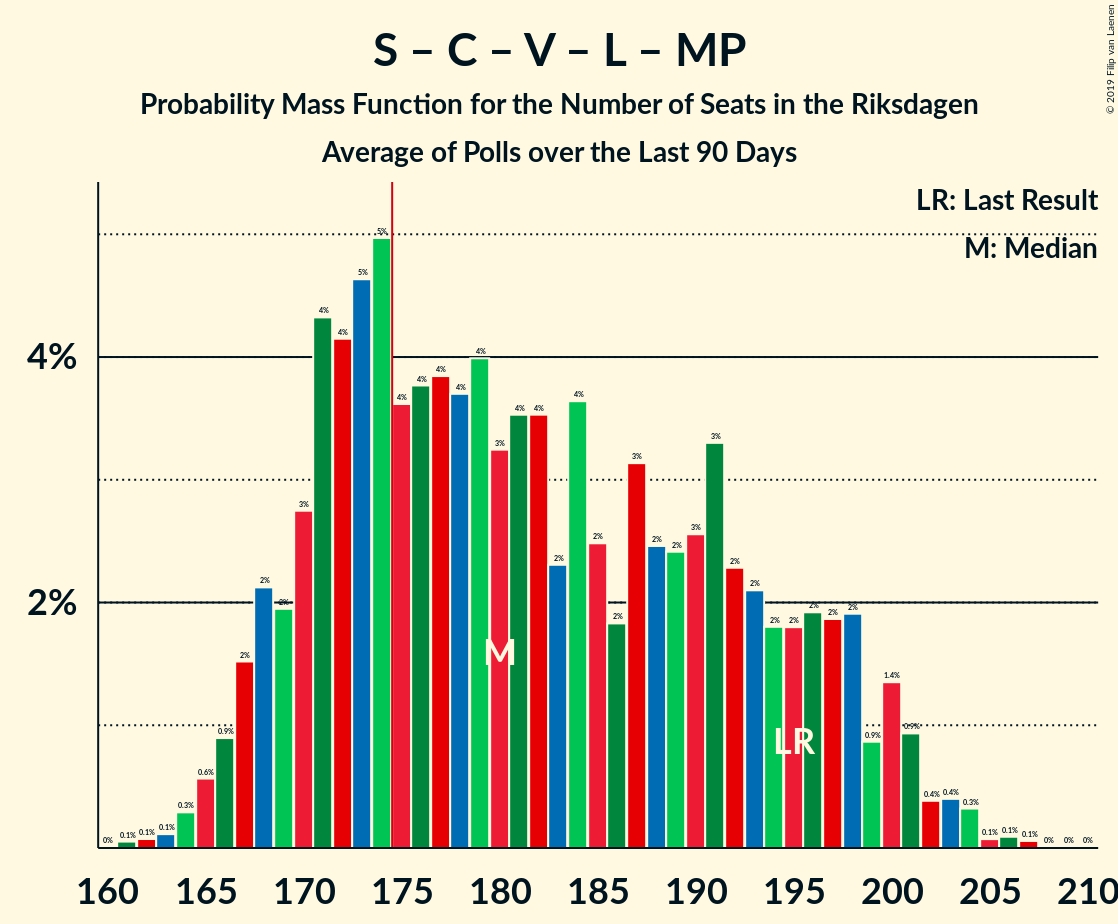 S – C – V – L – MP
Probability Mass Function for the Number of Seats in the Riksdagen
Average of Polls over the Last 90 Days
© 2019 Filip van Laenen
LR: Last Result
M: Median
4%
2%
0% 0.1% 0.1% 0.1% 0.3% 0.6% 0.9% 2% 2% 2% 3% 4% 4% 5% 5% 4% 4% 4% 4% 4% 3% 4% 4% 2% 4% 2% 2% 3% 2% 2% 3% 3% 2% 2% 2% 2% 2% 2% 2% 0.9% 1.4% 0.9% 0.4% 0.4% 0.3% 0.1% 0.1% 0.1% 0% 0% 0%
M
LR
160 165 170 175 180 185 190 195 200 205 210